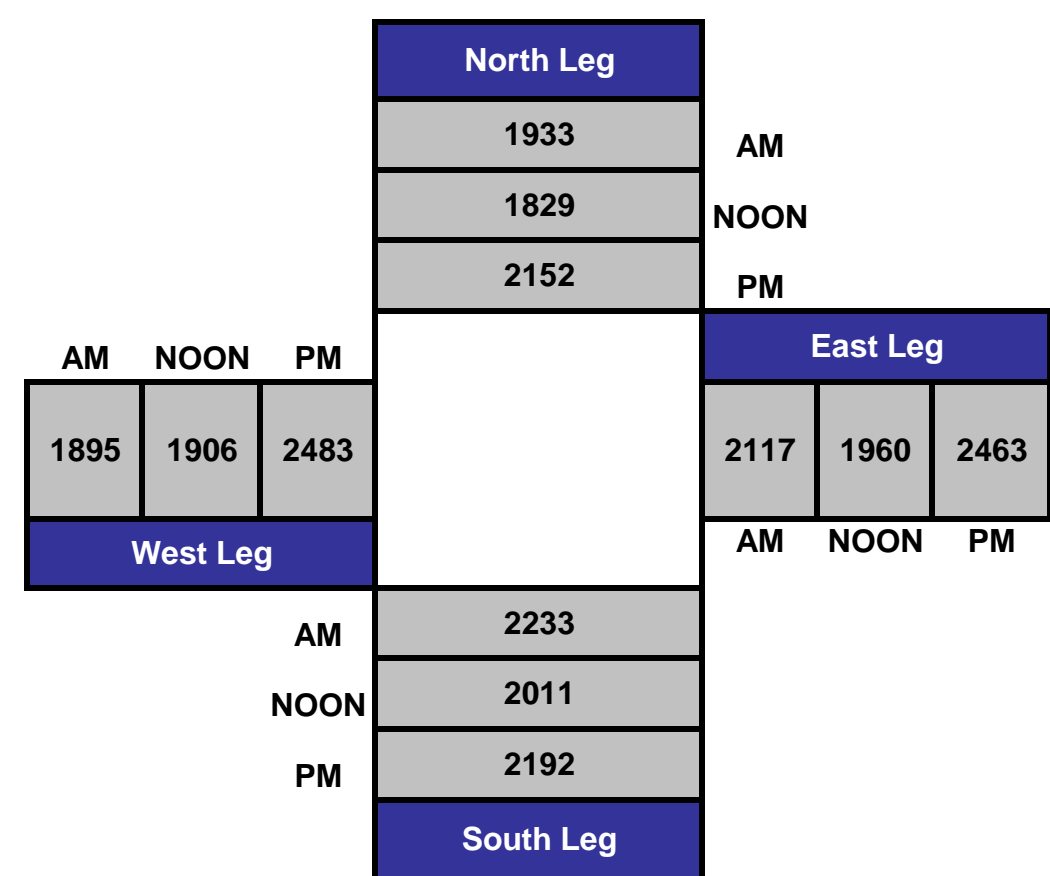 North Leg
1933 AM
1829 NOON
2152 PM
East Leg
AM NOON PM
1895 1906 2483
2117 1960 2463
West Leg
AM NOON PM
AM 2233
NOON 2011
PM 2192
South Leg